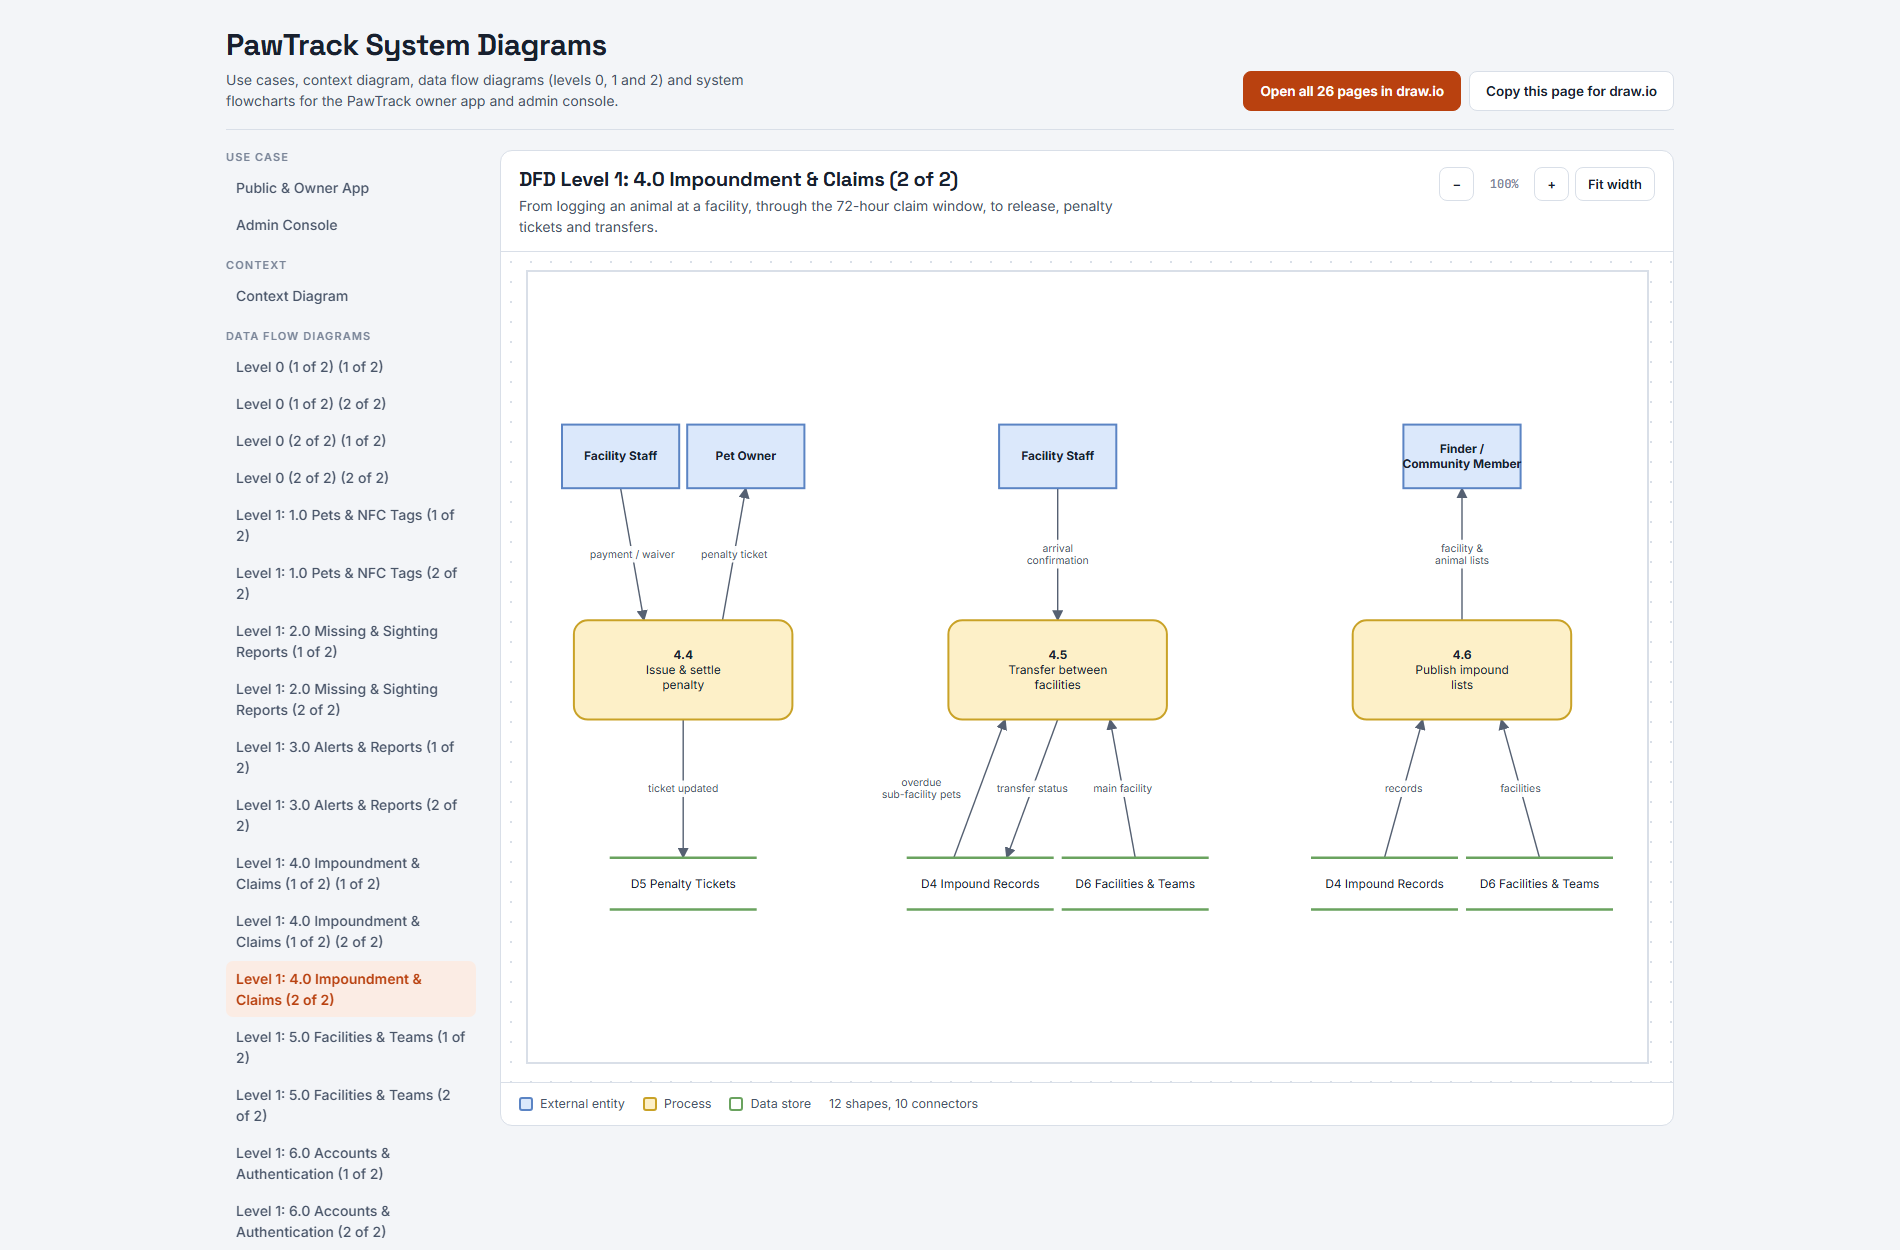 PawTrack System Diagrams
Use cases, context diagram, data flow diagrams (levels 0, 1 and 2) and system
flowcharts for the PawTrack owner app and admin console.
Open all 26 pages in draw.io
Copy this page for draw.io
USE CASE
Public & Owner App
Admin Console
CONTEXT
Context Diagram
DATA FLOW DIAGRAMS
Level 0 (1 of 2) (1 of 2)
Level 0 (1 of 2) (2 of 2)
Level 0 (2 of 2) (1 of 2)
Level 0 (2 of 2) (2 of 2)
Level 1: 1.0 Pets & NFC Tags (1 of
2)
Level 1: 1.0 Pets & NFC Tags (2 of
2)
Level 1: 2.0 Missing & Sighting
Reports (1 of 2)
Level 1: 2.0 Missing & Sighting
Reports (2 of 2)
Level 1: 3.0 Alerts & Reports (1 of
2)
Level 1: 3.0 Alerts & Reports (2 of
2)
Level 1: 4.0 Impoundment &
Claims (1 of 2) (1 of 2)
Level 1: 4.0 Impoundment &
Claims (1 of 2) (2 of 2)
Level 1: 4.0 Impoundment &
Claims (2 of 2)
Level 1: 5.0 Facilities & Teams (1 of
2)
Level 1: 5.0 Facilities & Teams (2
of 2)
Level 1: 6.0 Accounts &
Authentication (1 of 2)
Level 1: 6.0 Accounts &
Authentication (2 of 2)
DFD Level 1: 4.0 Impoundment & Claims (2 of 2)
From logging an animal at a facility, through the 72-hour claim window, to release, penalty
tickets and transfers.
−
100%
+
Fit width
Facility Staff
Pet Owner
Facility Staff
Finder /
Community Member
payment / waiver
penalty ticket
arrival
confirmation
facility &
animal lists
4.4
Issue & settle
penalty
4.5
Transfer between
facilities
4.6
Publish impound
lists
ticket updated
overdue
sub-facility pets
transfer status
main facility
records
facilities
D5 Penalty Tickets
D4 Impound Records
D6 Facilities & Teams
D4 Impound Records
D6 Facilities & Teams
External entity
Process
Data store
12 shapes, 10 connectors